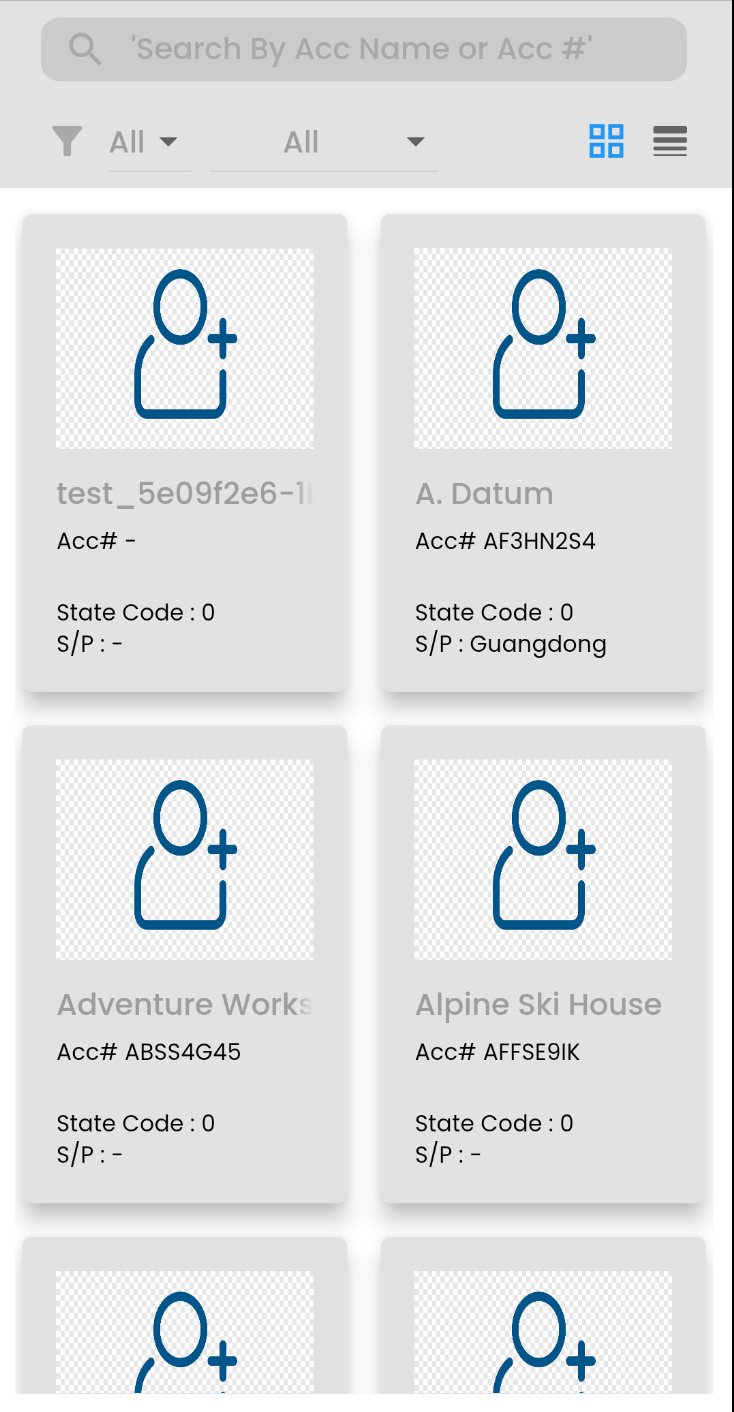 'Search By Acc Name or Acc #'
All All
test_5e09f2e6-1
Acc# -
State Code : 0
S/P : -
A. Datum
Acc# AF3HN2S4
State Code : 0
S/P : Guangdong
Adventure Works
Acc# ABSS4G45
State Code : 0
S/P : -
Alpine Ski House
Acc# AFFSE9IK
State Code : 0
S/P : -